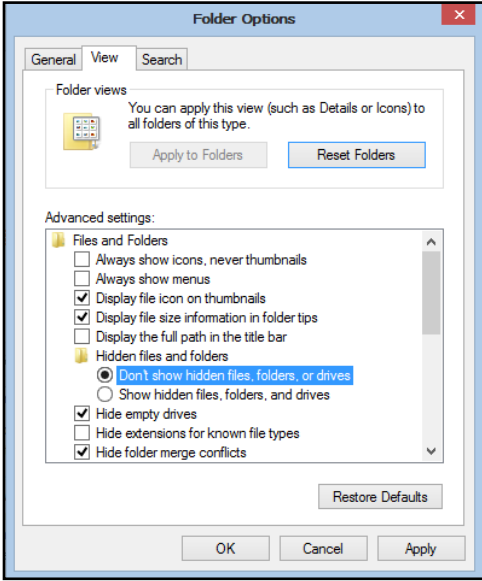 Folder Options
General View Search
Folder views
You can apply this view (such as Details or Icons) to
all folders of this type.
Apply to Folders Reset Folders
Advanced settings:
Files and Folders
Always show icons, never thumbnails
Always show menus
Display file icon on thumbnails
Display file size information in folder tips
Display the full path in the title bar
Hidden files and folders
Don't show hidden files, folders, or drives
Show hidden files, folders, and drives
Hide empty drives
Hide extensions for known file types
Hide folder merge conflicts
Restore Defaults
OK Cancel Apply